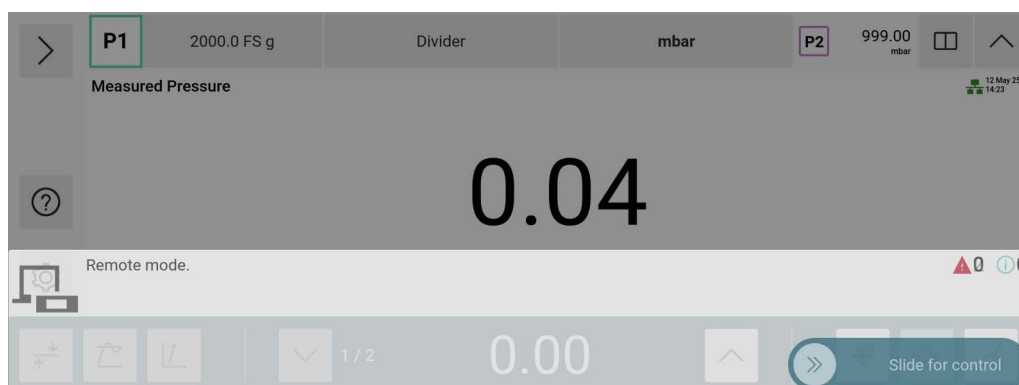 P1
2000.0 FS g
Divider
mbar
P2
999.00
mbar
Measured Pressure
12 May 25
14:23
0.04
Remote mode.
0
1 / 2
0.00
Slide for control